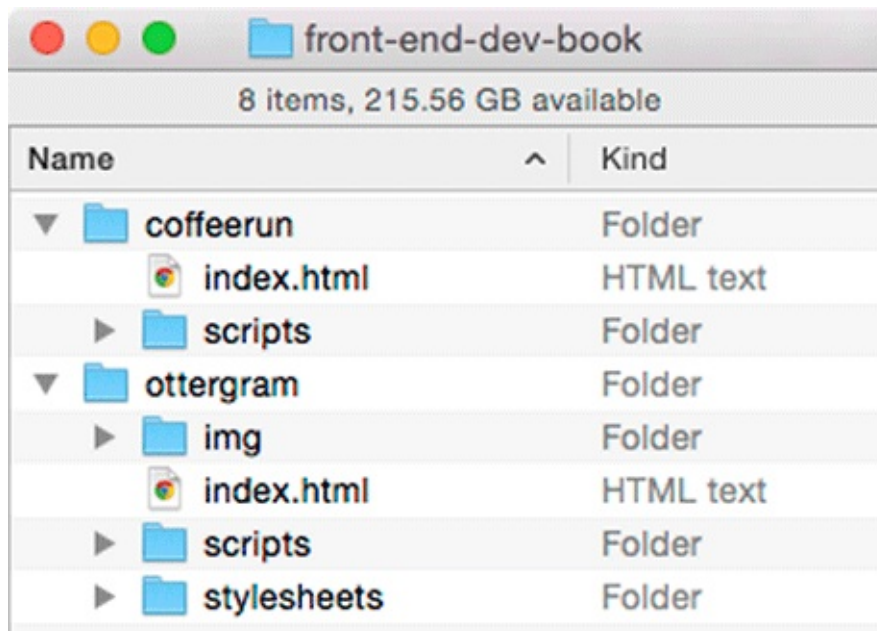 front-end-dev-book
8 items, 215.56 GB available
Name Kind
coffeerun Folder
index.html HTML text
scripts Folder
ottergram Folder
img Folder
index.html HTML text
scripts Folder
stylesheets Folder